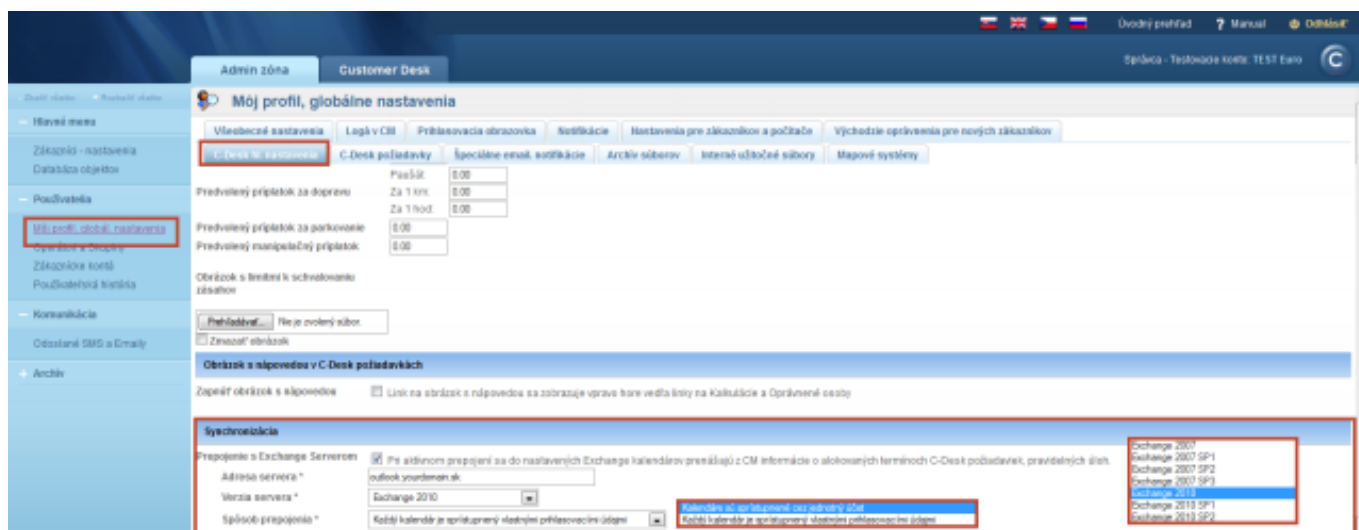 Úvodný prehľad ? Manual Odhlásiť
Správca - Testovacie konto: TEST Euro
Admin zóna Customer Desk
Môj profil, globálne nastavenia
Hlavné menu
Všeobecné nastavenia Logá v CM Prihlasovacia obrazovka Notifikácie Nastavenia pre zákazníkov a počítače Východzie oprávnenia pre nových zákazníkov
C-Desk požiadavky Špeciálne email. notifikácie Archív súborov Interné užitočné súbory Mapové systémy
Zákazníci - nastavenia
Databáza objektov
Používatelia
Môj profil, globál. nastavenia
Operátori a Skupiny
Zákaznícke kontá
Používateľská história
Komunikácia
Odoslané SMS a Emaily
Archív
Paušál: 0.00
Predvolený príplatok za dopravu Za 1 km: 0.00
Za 1 hod: 0.00
Predvolený príplatok za parkovanie 0.00
Predvolený manipulačný príplatok 0.00
Obrázok s limitmi k schvaľovaniu
zásahov
Prehľadávať... Nie je zvolený súbor.
Zmazať obrázok
Obrázok s nápovedou v C-Desk požiadavkách
Zapnúť obrázok s nápovedou Link na obrázok s nápovedou sa zobrazuje vpravo hore vedľa linky na Kalkulácie a Oprávnené osoby
Synchronizácia
Prepojenie s Exchange Serverom Pri aktívnom prepojení sa do nastavených Exchange kalendárov prenášajú z CM informácie o alokovaných termínoch C-Desk požiadaviek, pravidelných úloh.
Adresa servera * outlook.yourdomain.sk
Verzia servera * Exchange 2010
Spôsob prepojenia * Každý kalendár je sprístupnený vlastnými prihlasovacími údajmi
Kalendáre sú sprístupnené cez jednotný účet
Každý kalendár je sprístupnený vlastnými prihlasovacími údajmi
Exchange 2007
Exchange 2007 SP1
Exchange 2007 SP2
Exchange 2007 SP3
Exchange 2010
Exchange 2010 SP1
Exchange 2010 SP2